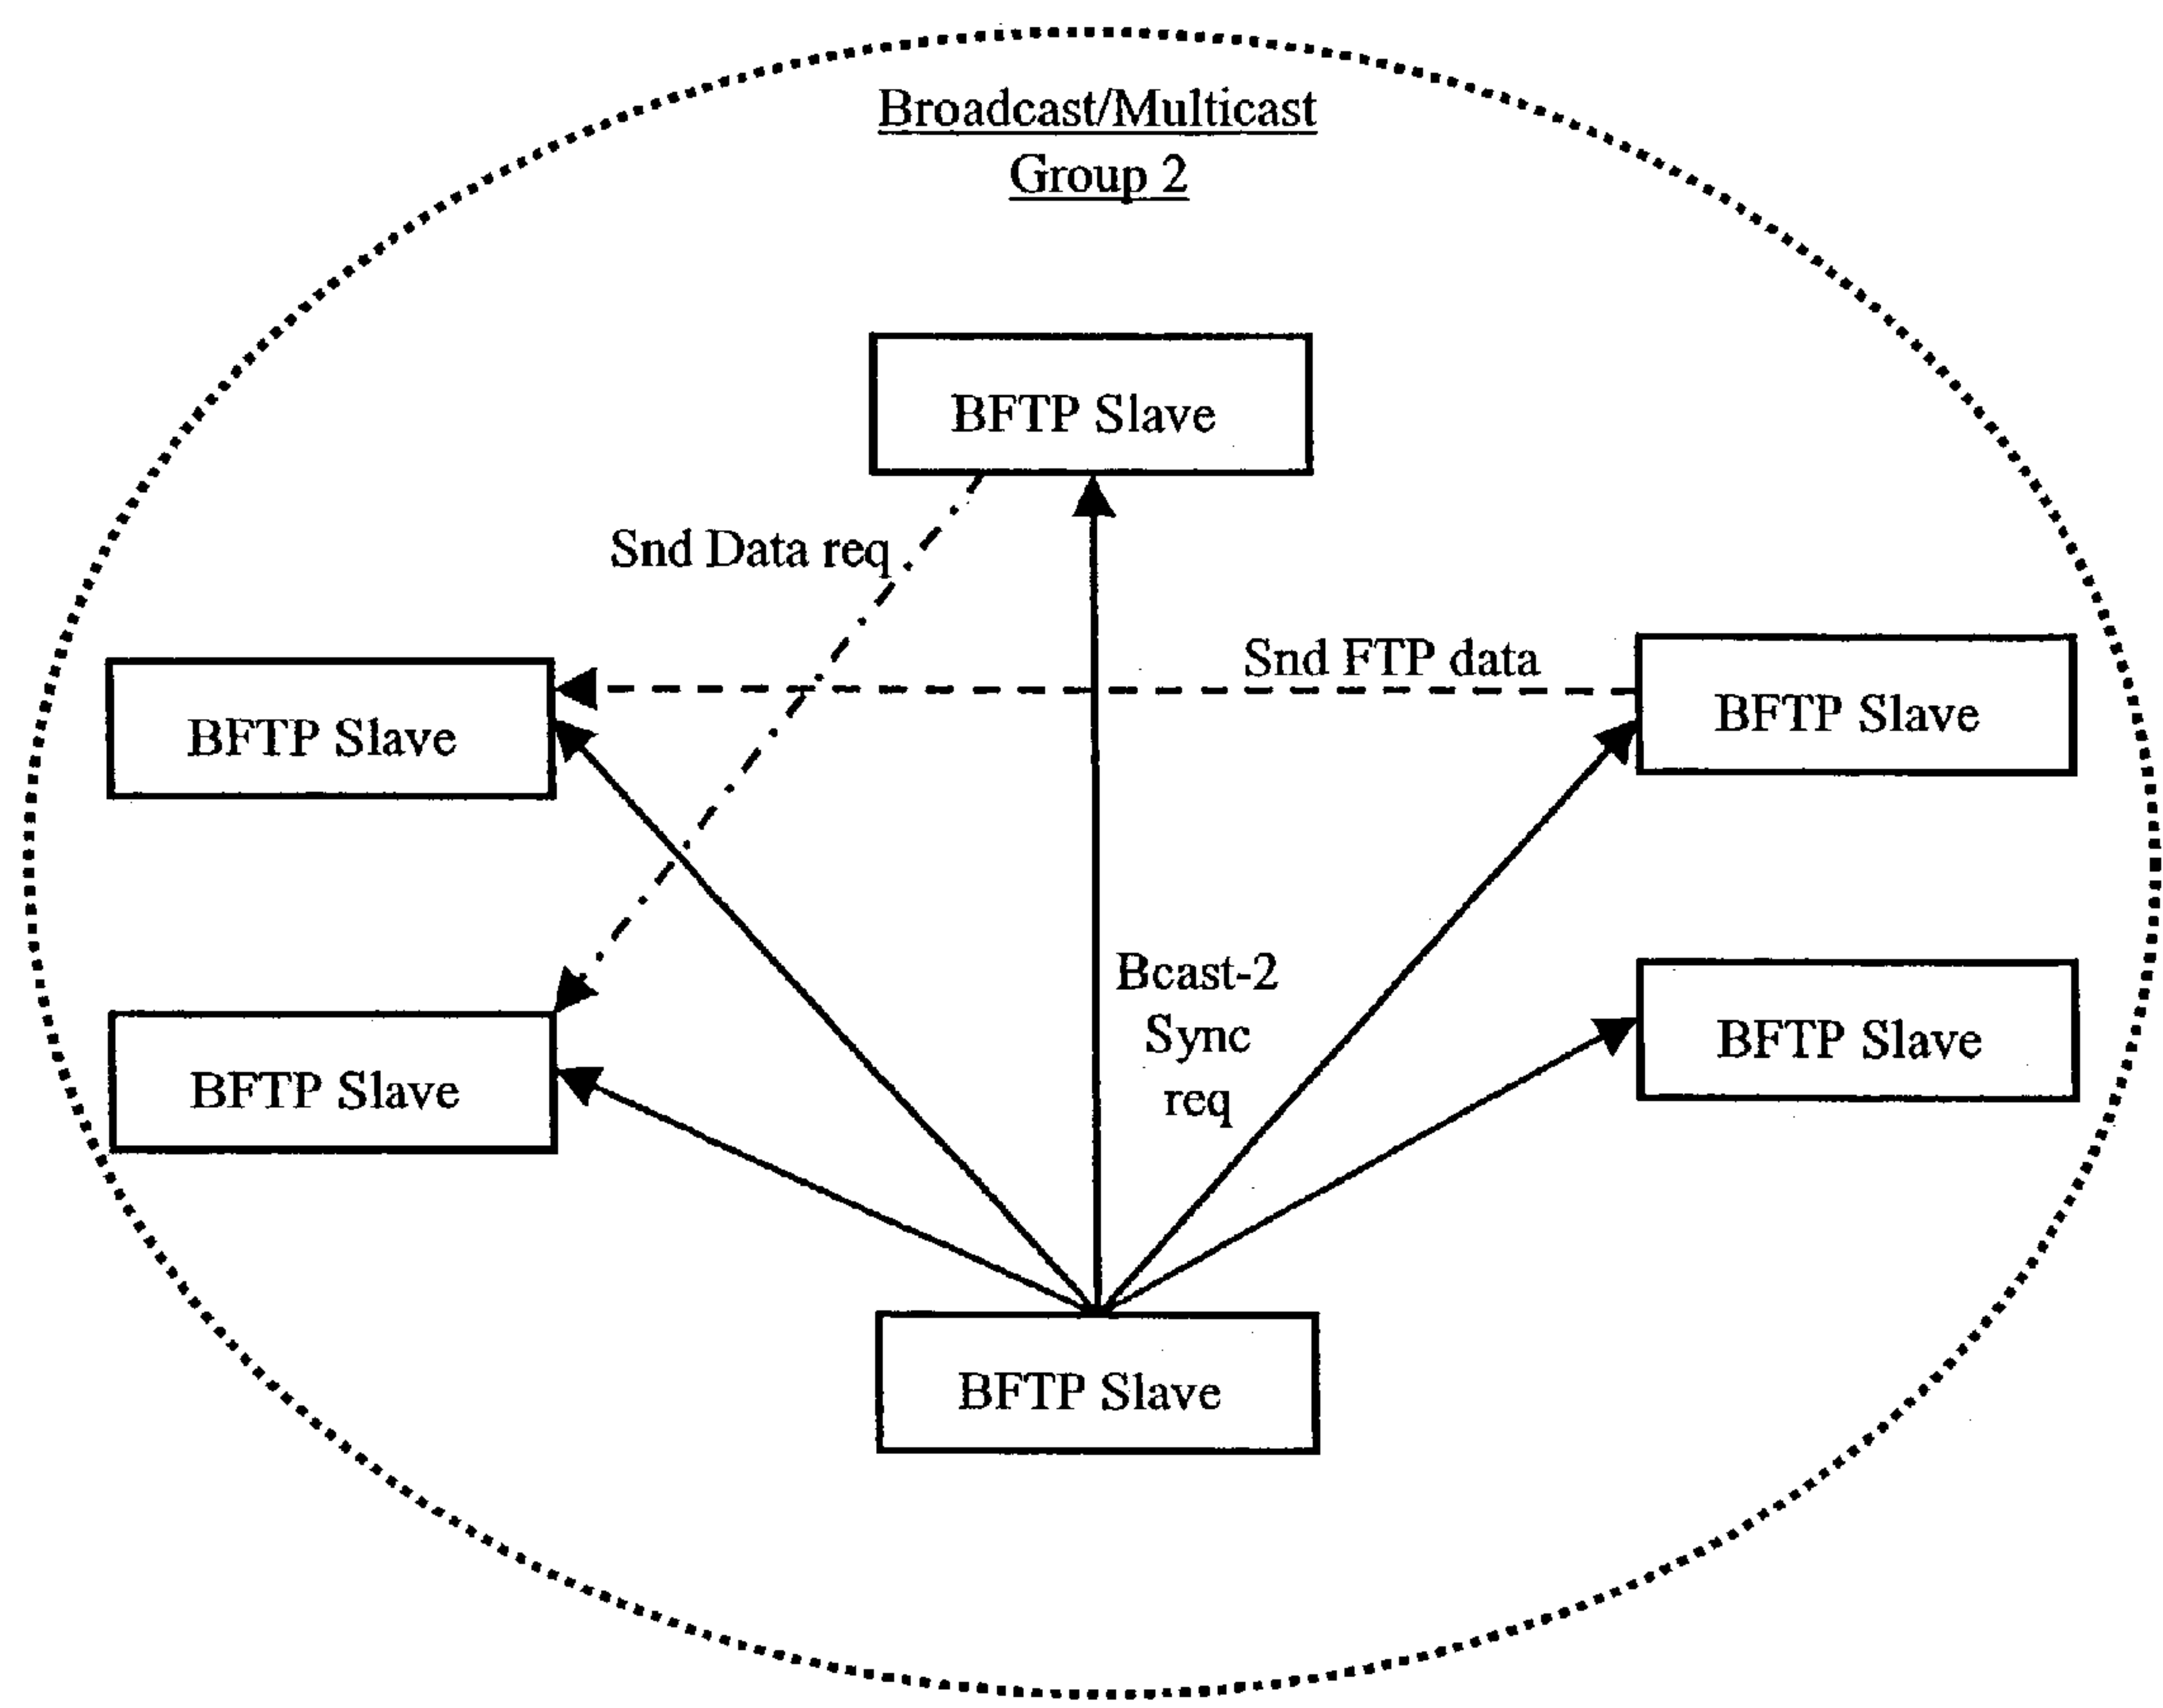 Broadcast/Multicast
Group 2
BFTP Slave
Snd Data req
Snd FTP data
BFTP Slave
BFTP Slave
Bcast-2
Sync
req
BFTP Slave
BFTP Slave
BFTP Slave